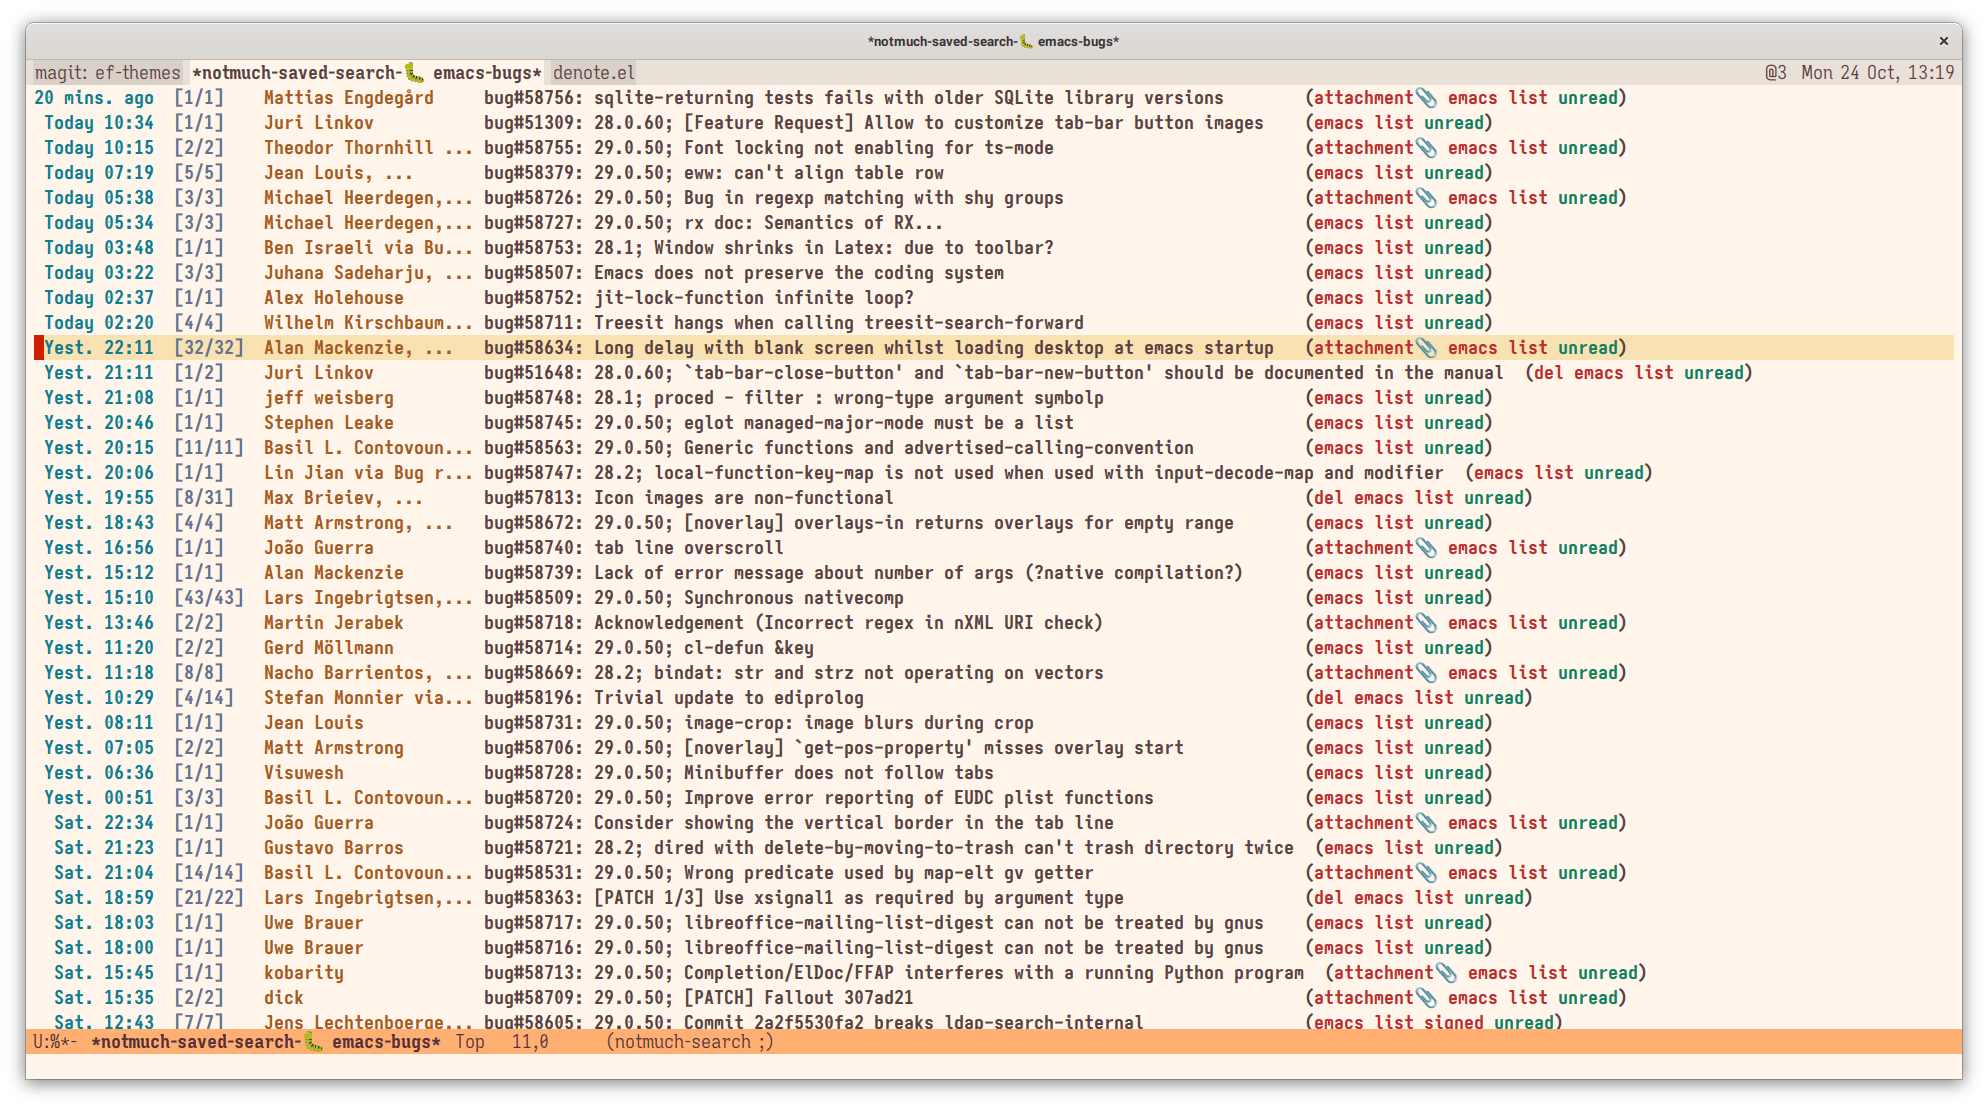 *notmuch-saved-search-🐛 emacs-bugs* ×
magit: ef-themes *notmuch-saved-search-🐛 emacs-bugs* denote.el @3 Mon 24 Oct, 13:19
20 mins. ago [1/1] Mattias Engdegård bug#58756: sqlite-returning tests fails with older SQLite library versions (attachment📎 emacs list unread)
Today 10:34 [1/1] Juri Linkov bug#51309: 28.0.60; [Feature Request] Allow to customize tab-bar button images (emacs list unread)
Today 10:15 [2/2] Theodor Thornhill ... bug#58755: 29.0.50; Font locking not enabling for ts-mode (attachment📎 emacs list unread)
Today 07:19 [5/5] Jean Louis, ... bug#58379: 29.0.50; eww: can't align table row (emacs list unread)
Today 05:38 [3/3] Michael Heerdegen,... bug#58726: 29.0.50; Bug in regexp matching with shy groups (attachment📎 emacs list unread)
Today 05:34 [3/3] Michael Heerdegen,... bug#58727: 29.0.50; rx doc: Semantics of RX... (emacs list unread)
Today 03:48 [1/1] Ben Israeli via Bu... bug#58753: 28.1; Window shrinks in Latex: due to toolbar? (emacs list unread)
Today 03:22 [3/3] Juhana Sadeharju, ... bug#58507: Emacs does not preserve the coding system (emacs list unread)
Today 02:37 [1/1] Alex Holehouse bug#58752: jit-lock-function infinite loop? (emacs list unread)
Today 02:20 [4/4] Wilhelm Kirschbaum... bug#58711: Treesit hangs when calling treesit-search-forward (emacs list unread)
Yest. 22:11 [32/32] Alan Mackenzie, ... bug#58634: Long delay with blank screen whilst loading desktop at emacs startup (attachment📎 emacs list unread)
Yest. 21:11 [1/2] Juri Linkov bug#51648: 28.0.60; `tab-bar-close-button' and `tab-bar-new-button' should be documented in the manual (del emacs list unread)
Yest. 21:08 [1/1] jeff weisberg bug#58748: 28.1; proced - filter : wrong-type argument symbolp (emacs list unread)
Yest. 20:46 [1/1] Stephen Leake bug#58745: 29.0.50; eglot managed-major-mode must be a list (emacs list unread)
Yest. 20:15 [11/11] Basil L. Contovoun... bug#58563: 29.0.50; Generic functions and advertised-calling-convention (emacs list unread)
Yest. 20:06 [1/1] Lin Jian via Bug r... bug#58747: 28.2; local-function-key-map is not used when used with input-decode-map and modifier (emacs list unread)
Yest. 19:55 [8/31] Max Brieiev, ... bug#57813: Icon images are non-functional (del emacs list unread)
Yest. 18:43 [4/4] Matt Armstrong, ... bug#58672: 29.0.50; [noverlay] overlays-in returns overlays for empty range (emacs list unread)
Yest. 16:56 [1/1] João Guerra bug#58740: tab line overscroll (attachment📎 emacs list unread)
Yest. 15:12 [1/1] Alan Mackenzie bug#58739: Lack of error message about number of args (?native compilation?) (emacs list unread)
Yest. 15:10 [43/43] Lars Ingebrigtsen,... bug#58509: 29.0.50; Synchronous nativecomp (emacs list unread)
Yest. 13:46 [2/2] Martin Jerabek bug#58718: Acknowledgement (Incorrect regex in nXML URI check) (attachment📎 emacs list unread)
Yest. 11:20 [2/2] Gerd Möllmann bug#58714: 29.0.50; cl-defun &key (emacs list unread)
Yest. 11:18 [8/8] Nacho Barrientos, ... bug#58669: 28.2; bindat: str and strz not operating on vectors (attachment📎 emacs list unread)
Yest. 10:29 [4/14] Stefan Monnier via... bug#58196: Trivial update to ediprolog (del emacs list unread)
Yest. 08:11 [1/1] Jean Louis bug#58731: 29.0.50; image-crop: image blurs during crop (emacs list unread)
Yest. 07:05 [2/2] Matt Armstrong bug#58706: 29.0.50; [noverlay] `get-pos-property' misses overlay start (emacs list unread)
Yest. 06:36 [1/1] Visuwesh bug#58728: 29.0.50; Minibuffer does not follow tabs (emacs list unread)
Yest. 00:51 [3/3] Basil L. Contovoun... bug#58720: 29.0.50; Improve error reporting of EUDC plist functions (emacs list unread)
Sat. 22:34 [1/1] João Guerra bug#58724: Consider showing the vertical border in the tab line (attachment📎 emacs list unread)
Sat. 21:23 [1/1] Gustavo Barros bug#58721: 28.2; dired with delete-by-moving-to-trash can't trash directory twice (emacs list unread)
Sat. 21:04 [14/14] Basil L. Contovoun... bug#58531: 29.0.50; Wrong predicate used by map-elt gv getter (attachment📎 emacs list unread)
Sat. 18:59 [21/22] Lars Ingebrigtsen,... bug#58363: [PATCH 1/3] Use xsignal1 as required by argument type (del emacs list unread)
Sat. 18:03 [1/1] Uwe Brauer bug#58717: 29.0.50; libreoffice-mailing-list-digest can not be treated by gnus (emacs list unread)
Sat. 18:00 [1/1] Uwe Brauer bug#58716: 29.0.50; libreoffice-mailing-list-digest can not be treated by gnus (emacs list unread)
Sat. 15:45 [1/1] kobarity bug#58713: 29.0.50; Completion/ElDoc/FFAP interferes with a running Python program (attachment📎 emacs list unread)
Sat. 15:35 [2/2] dick bug#58709: 29.0.50; [PATCH] Fallout 307ad21 (attachment📎 emacs list unread)
Sat. 12:43 [7/7] Jens Lechtenboerge... bug#58605: 29.0.50; Commit 2a2f5530fa2 breaks ldap-search-internal (emacs list signed unread)
U:%*- *notmuch-saved-search-🐛 emacs-bugs* Top 11,0 (notmuch-search ;)